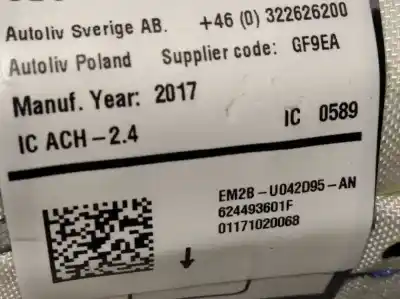 Autoliv Sverige AB. +46 (0) 322626200
Autoliv Poland Supplier code: GF9EA
Manuf. Year: 2017
IC ACH-2.4 IC 0589
EM2B-U042D95-AN
624493601F
01171020068